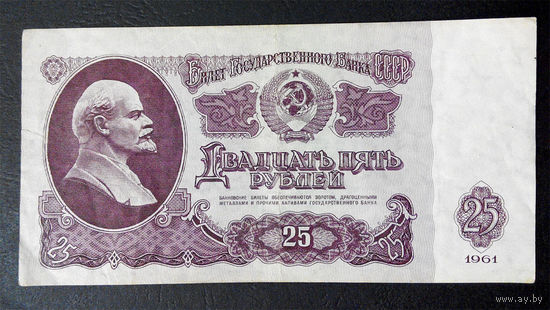 БИЛЕТ ГОСУДАРСТВЕННОГО БАНКА СССР
ДВАДЦАТЬ ПЯТЬ
РУБЛЕЙ
БАНКОВСКИЕ БИЛЕТЫ ОБЕСПЕЧИВАЮТСЯ ЗОЛОТОМ, ДРАГОЦЕННЫМИ
МЕТАЛЛАМИ И ПРОЧИМИ АКТИВАМИ ГОСУДАРСТВЕННОГО БАНКА
25
25
25
25
1961
www.ay.by